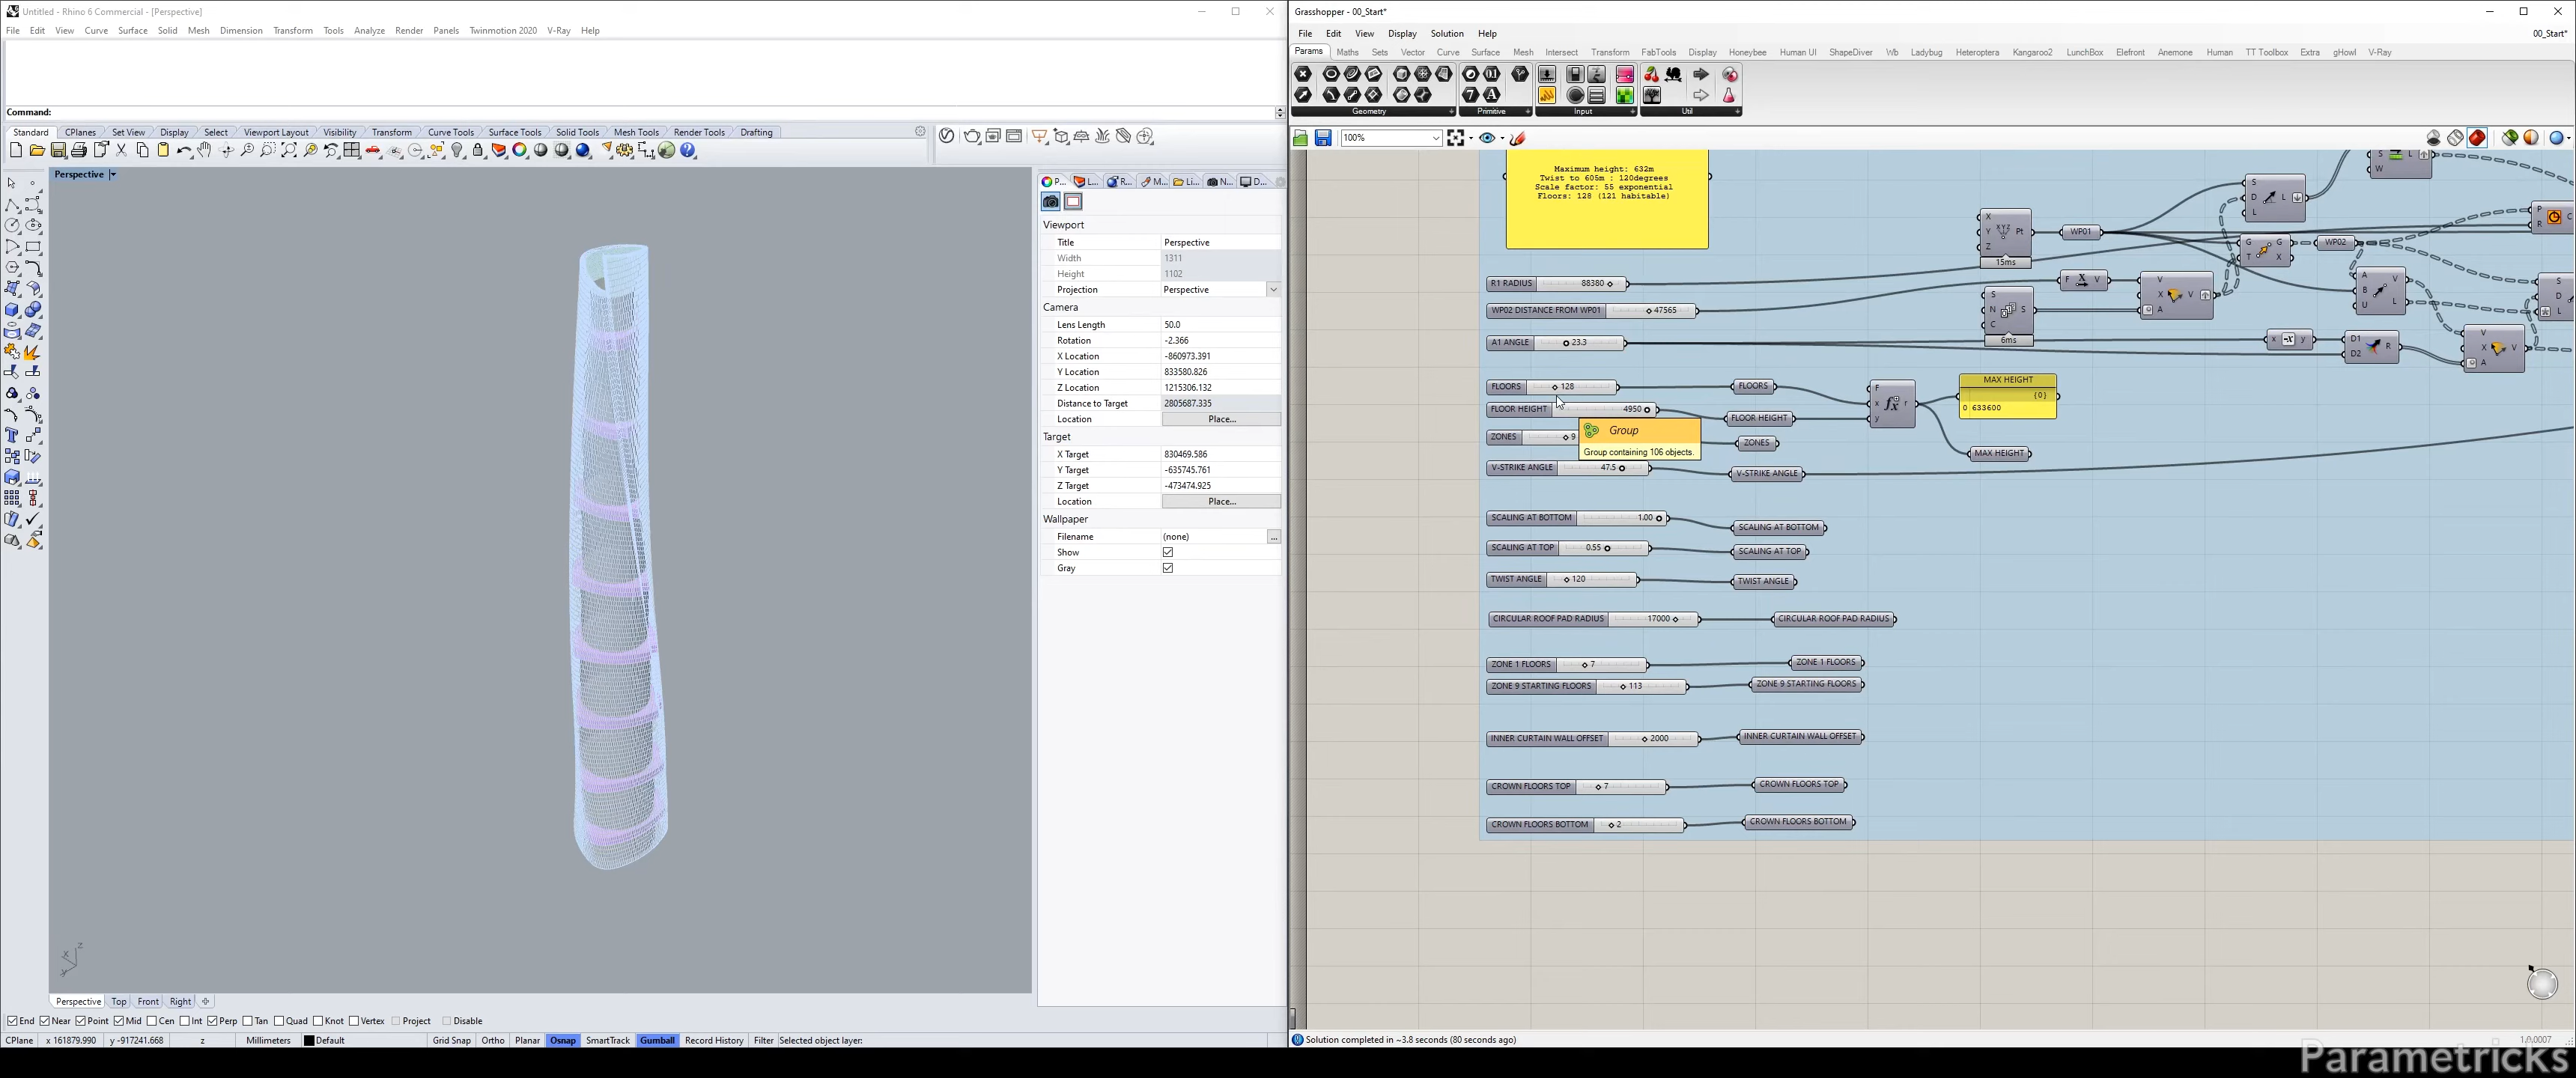 Untitled - Rhino 6 Commercial - [Perspective]
File Edit View Curve Surface Solid Mesh Dimension Transform Tools Analyze Render Panels Twinmotion 2020 V-Ray Help
Command:
Standard CPlanes Set View Display Select Viewport Layout Visibility Transform Curve Tools Surface Tools Solid Tools Mesh Tools Render Tools Drafting
Perspective
P... L... R... M... Li... N... D...
Viewport
Title Perspective
Width 1311
Height 1102
Projection Perspective
Camera
Lens Length 50.0
Rotation -2.366
X Location -860973.391
Y Location 833580.826
Z Location 1215306.132
Distance to Target 2805687.335
Location Place...
Target
X Target 830469.586
Y Target -635745.761
Z Target -473474.925
Location Place...
Wallpaper
Filename (none) ...
Show
Gray
z
x
y
Perspective Top Front Right
End Near Point Mid Cen Int Perp Tan Quad Knot Vertex Project Disable
CPlane x 161879.990 y -917241.668 z Millimeters Default Grid Snap Ortho Planar Osnap SmartTrack Gumball Record History Filter Selected object layer:
Grasshopper - 00_Start*
File Edit View Display Solution Help
00_Start*
Params Maths Sets Vector Curve Surface Mesh Intersect Transform FabTools Display Honeybee Human UI ShapeDiver Wb Ladybug Heteroptera Kangaroo2 LunchBox Elefront Anemone Human TT Toolbox Extra gHowl V-Ray
Geometry Primitive Input Util
100%
Maximum height: 632m
Twist to 605m : 120degrees
Scale factor: 55 exponential
Floors: 128 (121 habitable)
R1 RADIUS 88380
WP02 DISTANCE FROM WP01 47565
A1 ANGLE 23.3
FLOORS 128 FLOORS
FLOOR HEIGHT 4950 FLOOR HEIGHT
ZONES 9 ZONES
V-STRIKE ANGLE 47.5 V-STRIKE ANGLE
Group
Group containing 106 objects.
F
x
y
r
MAX HEIGHT
{0}
0 633600
MAX HEIGHT
SCALING AT BOTTOM 1.00 SCALING AT BOTTOM
SCALING AT TOP 0.55 SCALING AT TOP
TWIST ANGLE 120 TWIST ANGLE
CIRCULAR ROOF PAD RADIUS 17000 CIRCULAR ROOF PAD RADIUS
ZONE 1 FLOORS 7 ZONE 1 FLOORS
ZONE 9 STARTING FLOORS 113 ZONE 9 STARTING FLOORS
INNER CURTAIN WALL OFFSET 2000 INNER CURTAIN WALL OFFSET
CROWN FLOORS TOP 7 CROWN FLOORS TOP
CROWN FLOORS BOTTOM 2 CROWN FLOORS BOTTOM
X
Y Pt
Z
15ms
WP01
S
N S
C
6ms
S
D L
L
G G
T X
WP02
F V
V
X V
A
A V
B
U L
x -x y
D1 R
D2
V
X V
A
S L
W
P C
R
S
D
L
Solution completed in ~3.8 seconds (80 seconds ago)
1.0.0007
Parametricks